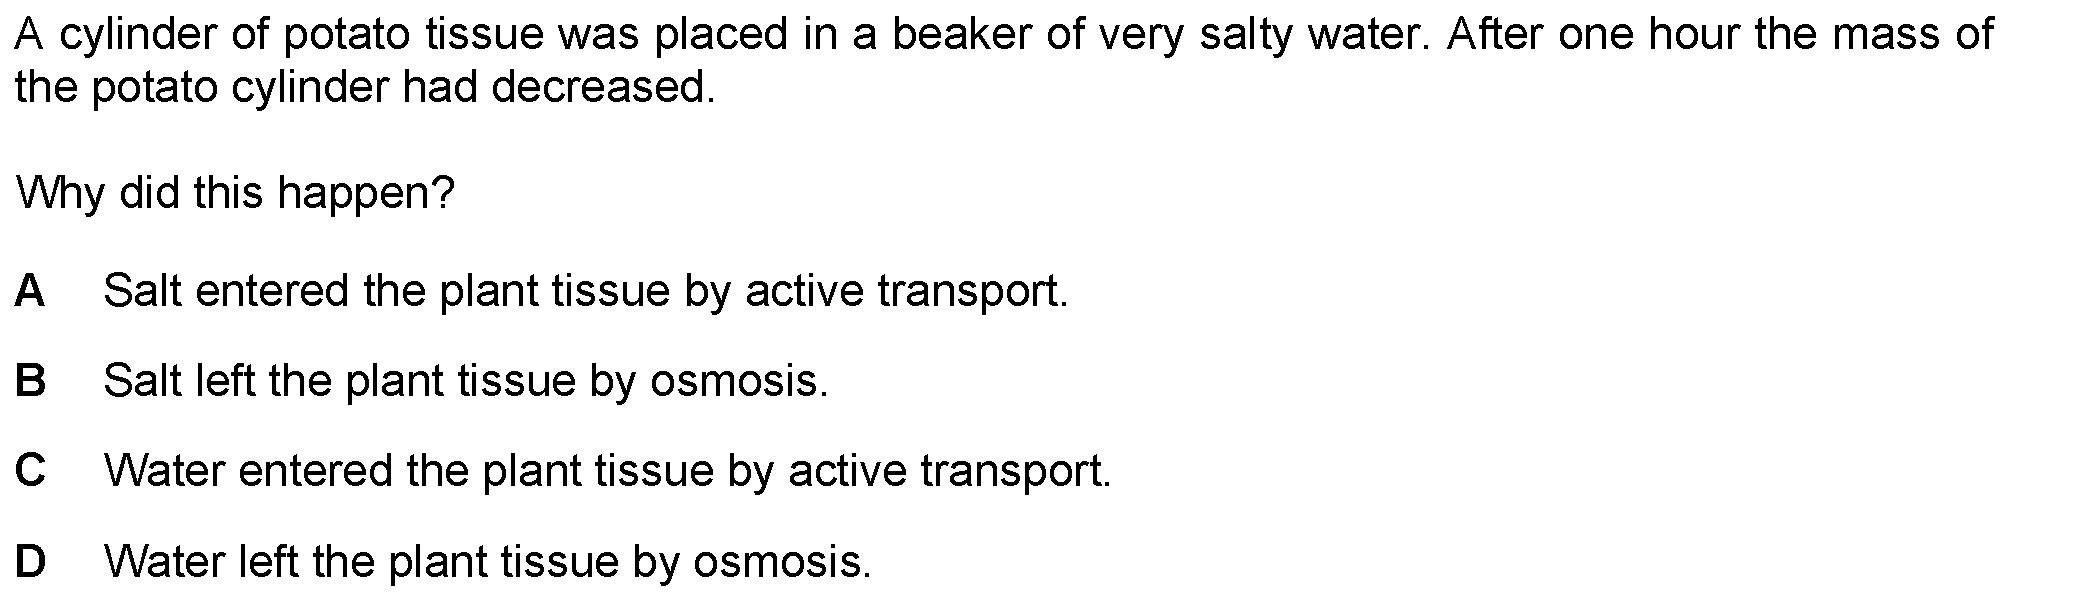 A cylinder of potato tissue was placed in a beaker of very salty water. After one hour the mass of
the potato cylinder had decreased.
Why did this happen?
A Salt entered the plant tissue by active transport.
B Salt left the plant tissue by osmosis.
C Water entered the plant tissue by active transport.
D Water left the plant tissue by osmosis.